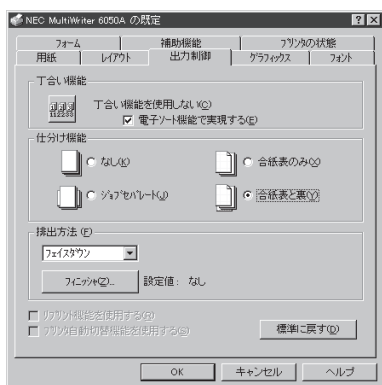 NEC MultiWriter 6050A の既定
フォーム 補助機能 プリンタの状態
用紙 レイアウト 出力制御 グラフィックス フォント
丁合い機能
丁合い機能を使用しない(C)
電子ソート機能で実現する(E)
仕分け機能
なし(K) 合紙表のみ(X)
ジョブセパレート(J) 合紙表と裏(Y)
排出方法(F)
フェイスダウン
フィニッシャ(Z)... 設定値： なし
リプリント機能を使用する(R)
プリンタ自動切替機能を使用する(G)
標準に戻す(D)
OK キャンセル ヘルプ